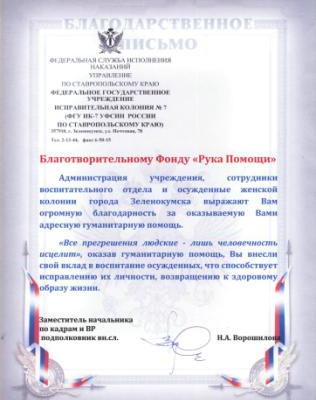 БЛАГОДАРСТВЕННОЕ
ПИСЬМО
ФЕДЕРАЛЬНАЯ СЛУЖБА ИСПОЛНЕНИЯ
НАКАЗАНИЙ
УПРАВЛЕНИЕ
ПО СТАВРОПОЛЬСКОМУ КРАЮ
ФЕДЕРАЛЬНОЕ ГОСУДАРСТВЕННОЕ
УЧРЕЖДЕНИЕ
ИСПРАВИТЕЛЬНАЯ КОЛОНИЯ № 7
(ФГУ ИК-7 УФСИН РОССИИ
ПО СТАВРОПОЛЬСКОМУ КРАЮ)
357910, г. Зеленокумск, ул. Почтовая, 78
Тел. 2-13-44, факс 6-50-15
Благотворительному Фонду «Рука Помощи»
Администрация учреждения, сотрудники
воспитательного отдела и осужденные женской
колонии города Зеленокумска выражают Вам
огромную благодарность за оказываемую Вами
адресную гуманитарную помощь.
«Все прегрешения людские - лишь человечность
исцелит», оказав гуманитарную помощь, Вы внесли
свой вклад в воспитание осужденных, что способствует
исправлению их личности, возвращению к здоровому
образу жизни.
Заместитель начальника
по кадрам и ВР
подполковник вн.сл.
Н.А. Ворошилова